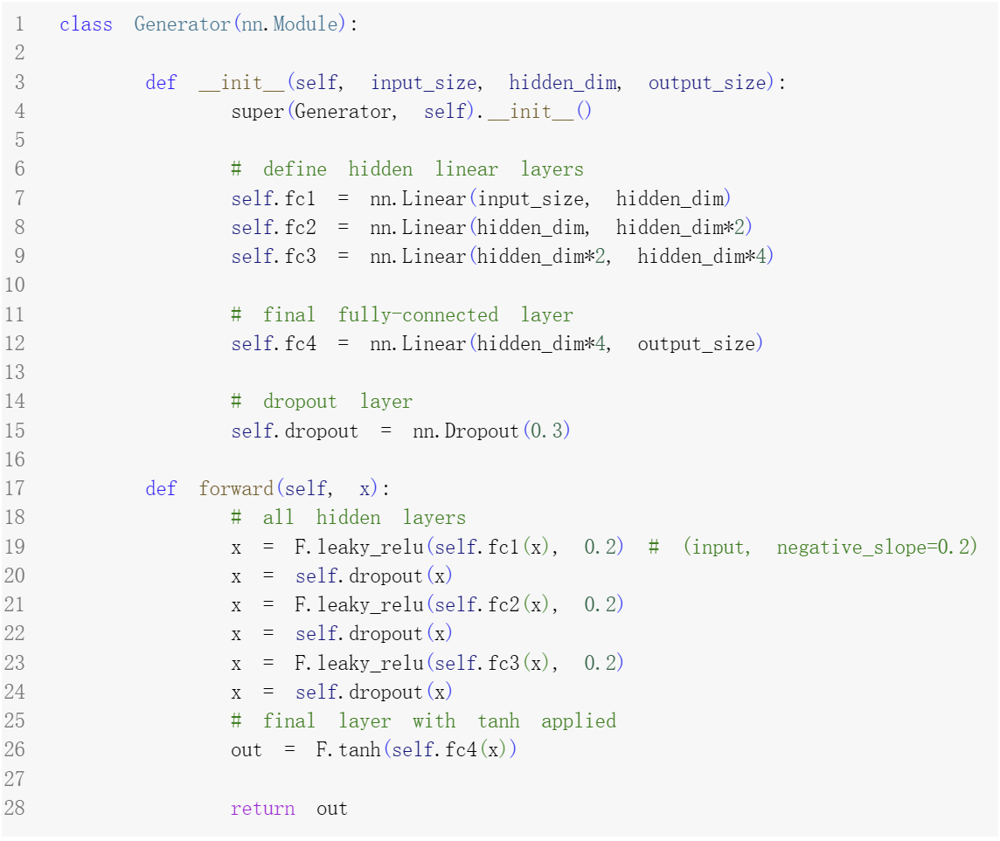 1 class Generator(nn.Module):
2
3 def __init__(self, input_size, hidden_dim, output_size):
4 super(Generator, self).__init__()
5
6 # define hidden linear layers
7 self.fc1 = nn.Linear(input_size, hidden_dim)
8 self.fc2 = nn.Linear(hidden_dim, hidden_dim*2)
9 self.fc3 = nn.Linear(hidden_dim*2, hidden_dim*4)
10
11 # final fully-connected layer
12 self.fc4 = nn.Linear(hidden_dim*4, output_size)
13
14 # dropout layer
15 self.dropout = nn.Dropout(0.3)
16
17 def forward(self, x):
18 # all hidden layers
19 x = F.leaky_relu(self.fc1(x), 0.2) # (input, negative_slope=0.2)
20 x = self.dropout(x)
21 x = F.leaky_relu(self.fc2(x), 0.2)
22 x = self.dropout(x)
23 x = F.leaky_relu(self.fc3(x), 0.2)
24 x = self.dropout(x)
25 # final layer with tanh applied
26 out = F.tanh(self.fc4(x))
27
28 return out